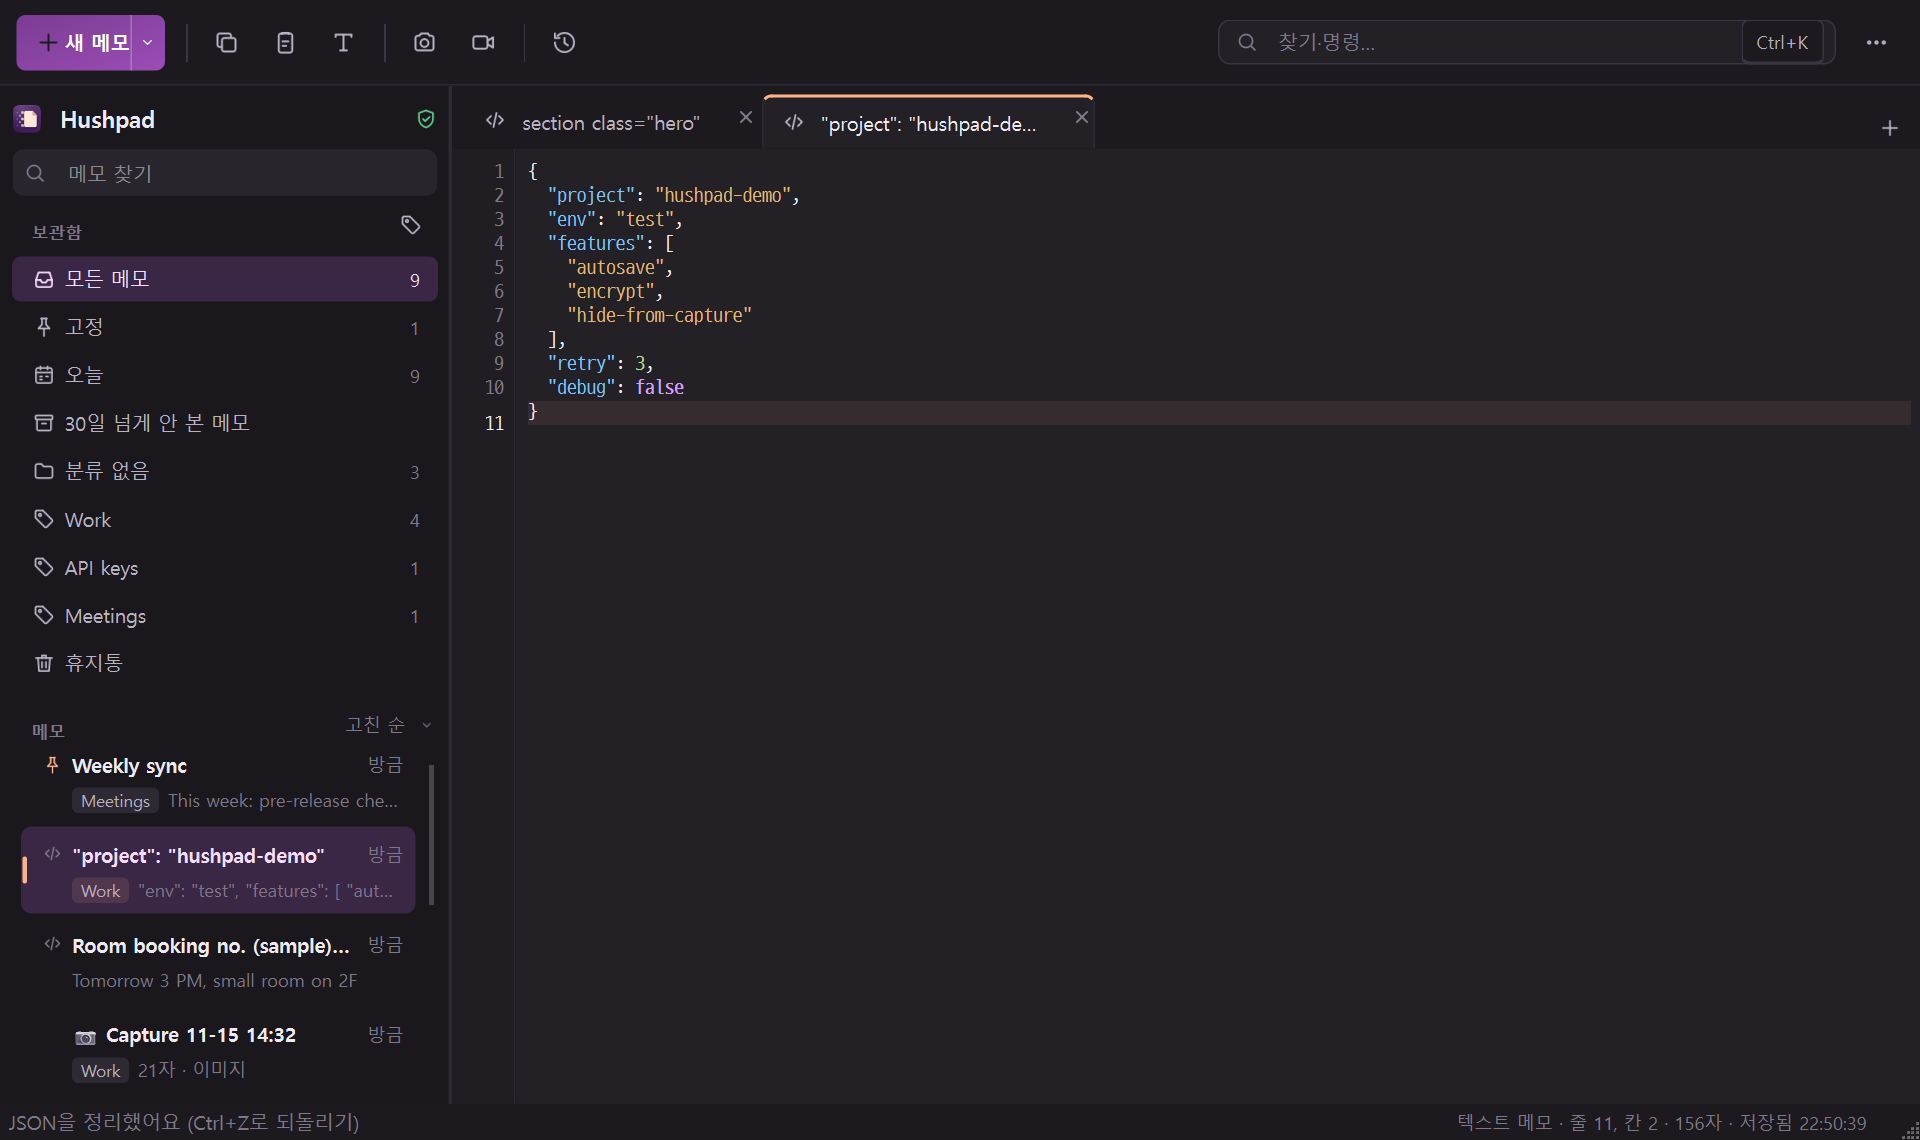 새 메모
찾기·명령...
Ctrl+K
Hushpad
메모 찾기
보관함
모든 메모 9
고정 1
오늘 9
30일 넘게 안 본 메모
분류 없음 3
Work 4
API keys 1
Meetings 1
휴지통
메모 고친 순
Weekly sync 방금
Meetings This week: pre-release che...
"project": "hushpad-demo" 방금
Work "env": "test", "features": [ "aut...
Room booking no. (sample)... 방금
Tomorrow 3 PM, small room on 2F
Capture 11-15 14:32 방금
Work 21자 · 이미지
section class="hero"
"project": "hushpad-de...
1 {
2 "project": "hushpad-demo",
3 "env": "test",
4 "features": [
5 "autosave",
6 "encrypt",
7 "hide-from-capture"
8 ],
9 "retry": 3,
10 "debug": false
11 }
JSON을 정리했어요 (Ctrl+Z로 되돌리기)
텍스트 메모 · 줄 11, 칸 2 · 156자 · 저장됨 22:50:39